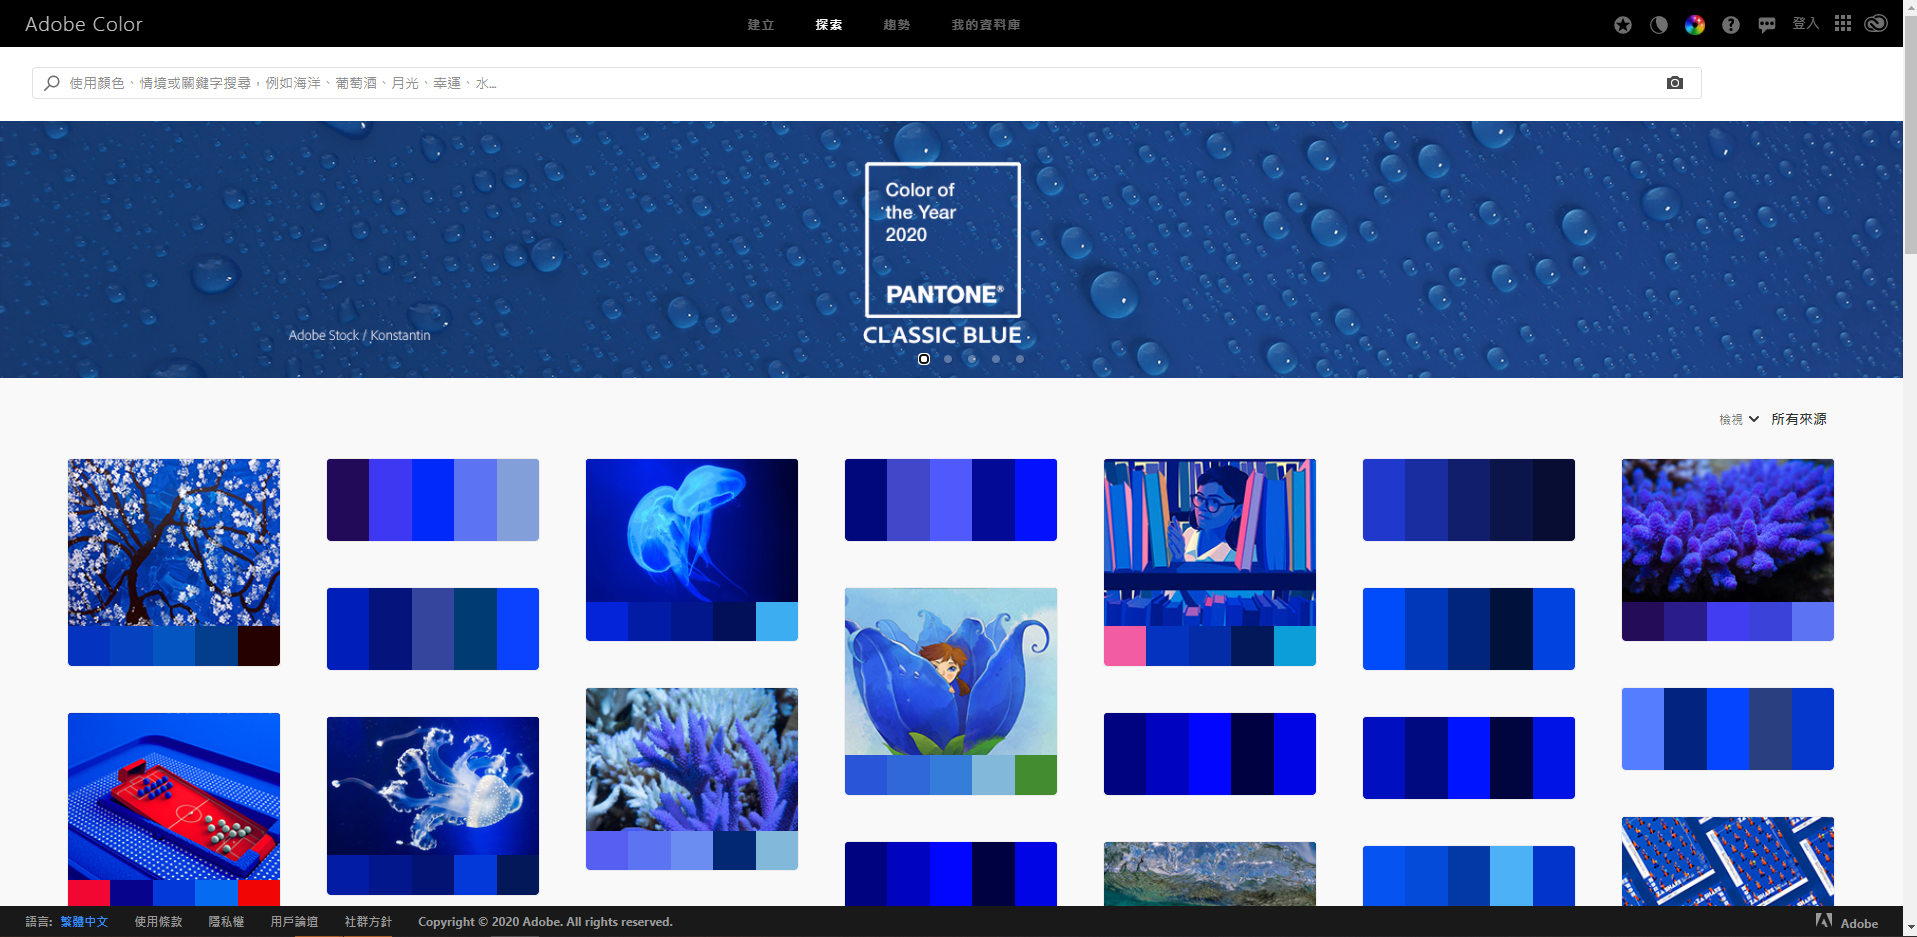 Adobe Color
建立 探索 趨勢 我的資料庫
登入
使用顏色、情境或關鍵字搜尋，例如海洋、葡萄酒、月光、幸運、水...
Color of
the Year
2020
PANTONE®
CLASSIC BLUE
Adobe Stock / Konstantin
檢視 所有來源
語言: 繁體中文 使用條款 隱私權 用戶論壇 社群方針 Copyright © 2020 Adobe. All rights reserved. Adobe